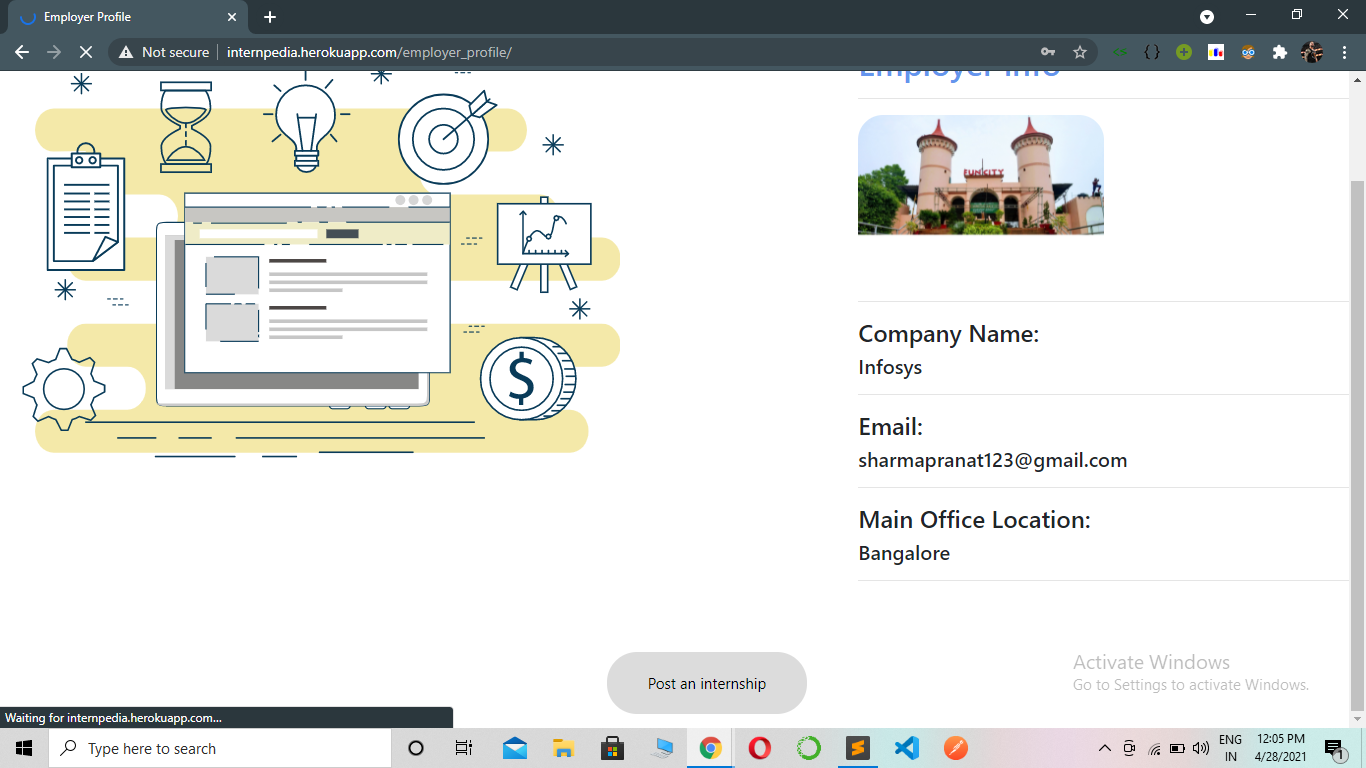 Employer Profile
Not secure
internpedia.herokuapp.com/employer_profile/
Employer Info
FUNCITY
$
Company Name:
Infosys
Email:
sharmapranat123@gmail.com
Main Office Location:
Bangalore
Post an internship
Activate Windows
Go to Settings to activate Windows.
Waiting for internpedia.herokuapp.com...
Type here to search
ENG
IN
12:05 PM
4/28/2021
1